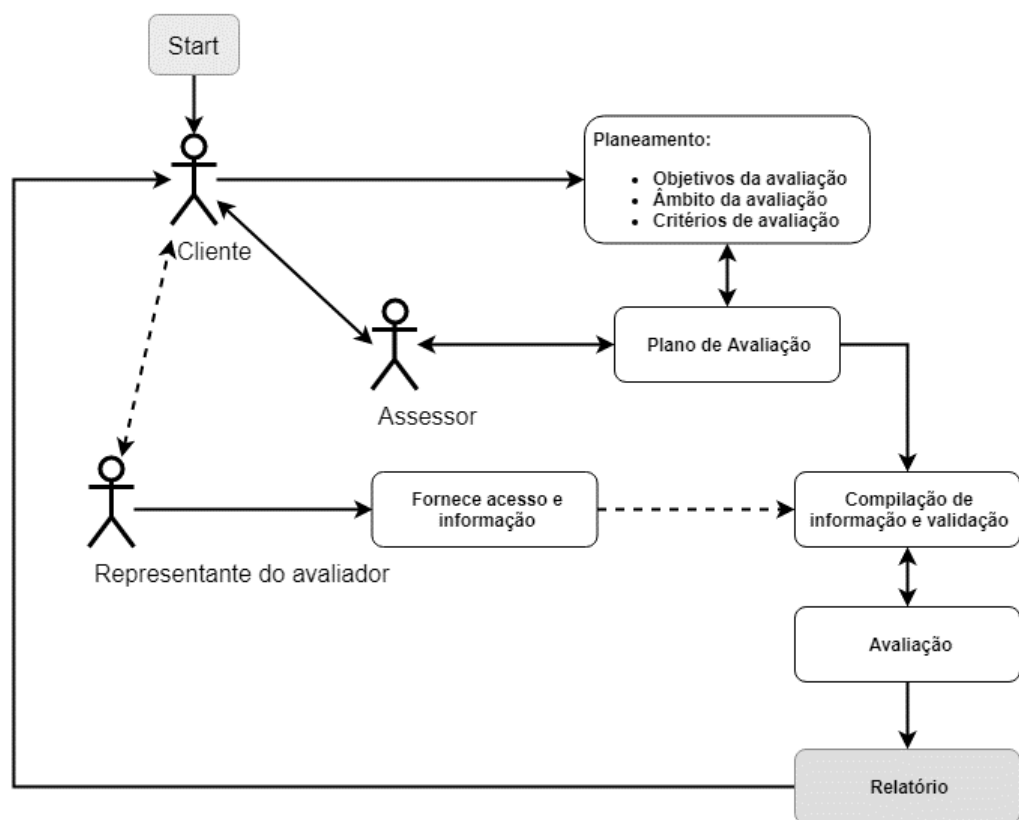 Start
Planeamento:
• Objetivos da avaliação
• Âmbito da avaliação
• Critérios de avaliação
Cliente
Plano de Avaliação
Assessor
Fornece acesso e
informação
Compilação de
informação e validação
Representante do avaliador
Avaliação
Relatório